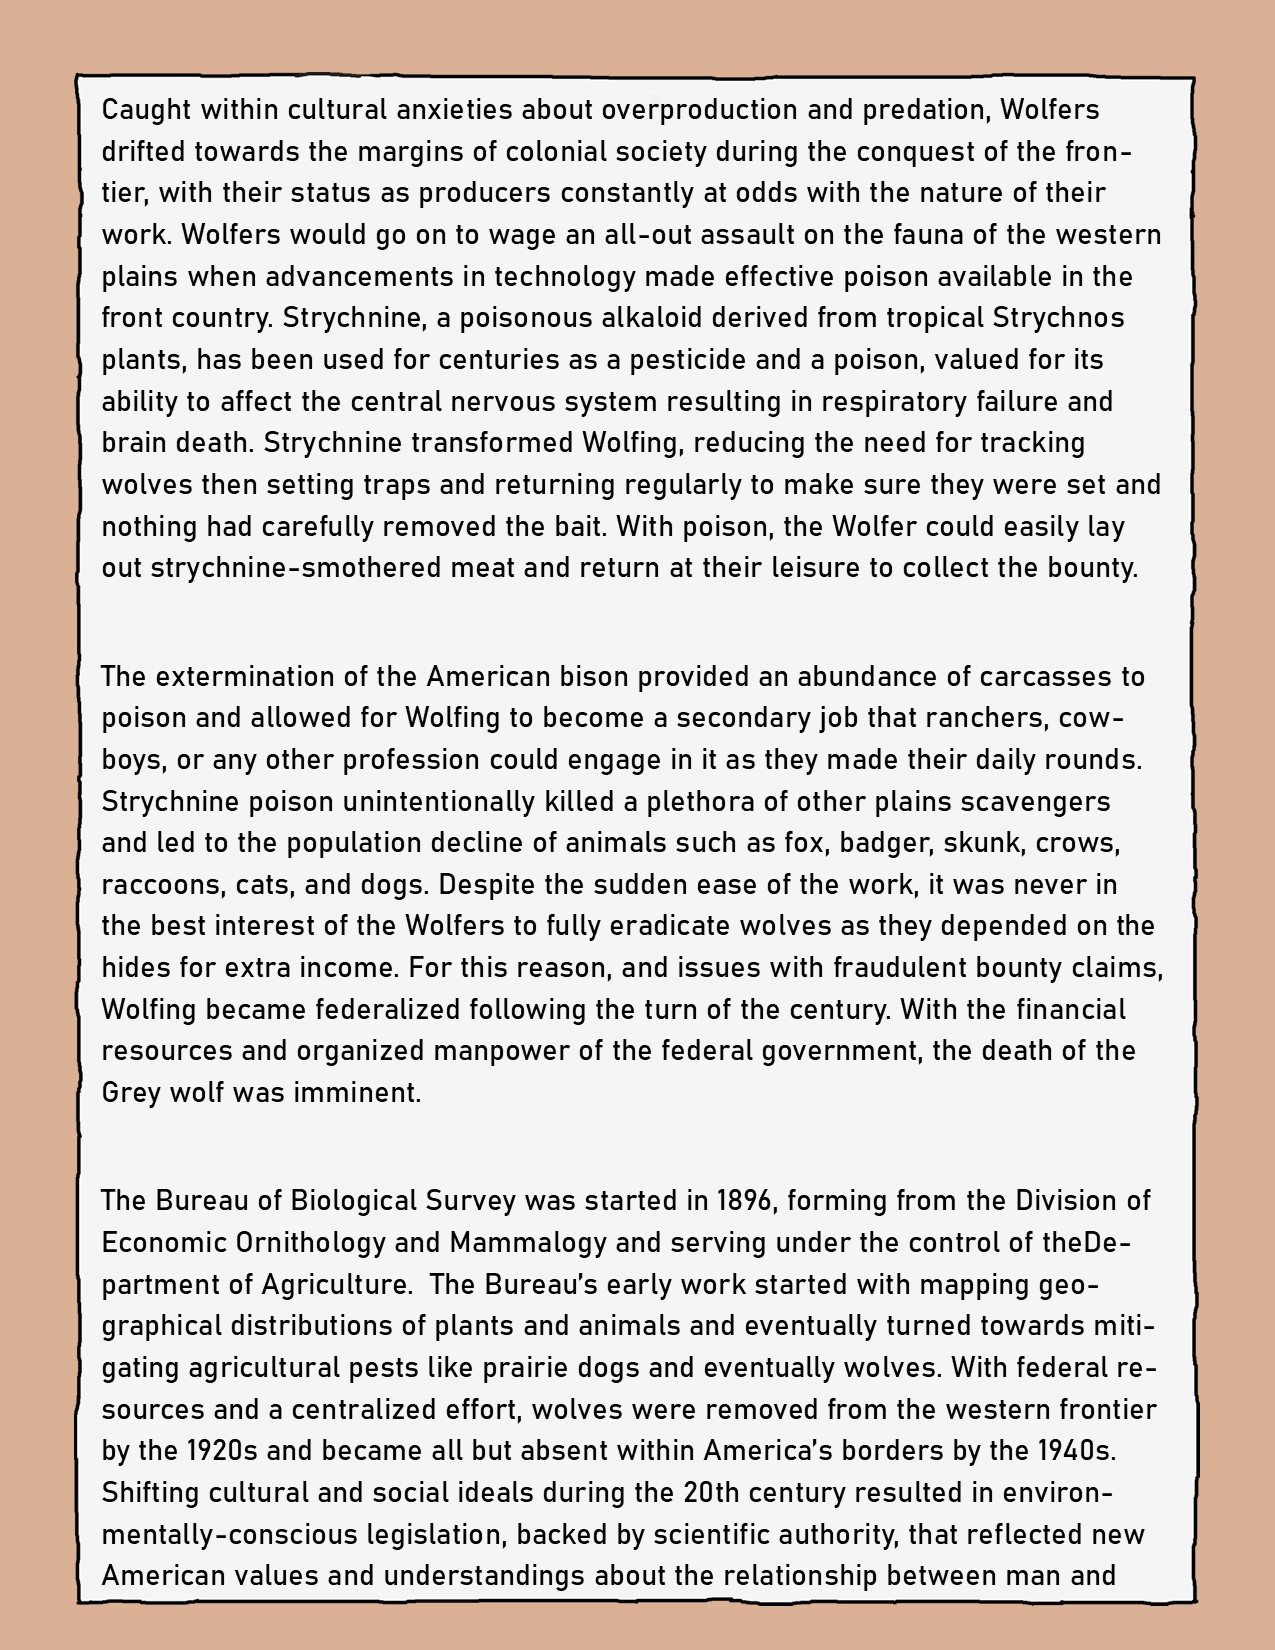 Caught within cultural anxieties about overproduction and predation, Wolfers
drifted towards the margins of colonial society during the conquest of the fron-
tier, with their status as producers constantly at odds with the nature of their
work. Wolfers would go on to wage an all-out assault on the fauna of the western
plains when advancements in technology made effective poison available in the
front country. Strychnine, a poisonous alkaloid derived from tropical Strychnos
plants, has been used for centuries as a pesticide and a poison, valued for its
ability to affect the central nervous system resulting in respiratory failure and
brain death. Strychnine transformed Wolfing, reducing the need for tracking
wolves then setting traps and returning regularly to make sure they were set and
nothing had carefully removed the bait. With poison, the Wolfer could easily lay
out strychnine-smothered meat and return at their leisure to collect the bounty.
The extermination of the American bison provided an abundance of carcasses to
poison and allowed for Wolfing to become a secondary job that ranchers, cow-
boys, or any other profession could engage in it as they made their daily rounds.
Strychnine poison unintentionally killed a plethora of other plains scavengers
and led to the population decline of animals such as fox, badger, skunk, crows,
raccoons, cats, and dogs. Despite the sudden ease of the work, it was never in
the best interest of the Wolfers to fully eradicate wolves as they depended on the
hides for extra income. For this reason, and issues with fraudulent bounty claims,
Wolfing became federalized following the turn of the century. With the financial
resources and organized manpower of the federal government, the death of the
Grey wolf was imminent.
The Bureau of Biological Survey was started in 1896, forming from the Division of
Economic Ornithology and Mammalogy and serving under the control of theDe-
partment of Agriculture.  The Bureau's early work started with mapping geo-
graphical distributions of plants and animals and eventually turned towards miti-
gating agricultural pests like prairie dogs and eventually wolves. With federal re-
sources and a centralized effort, wolves were removed from the western frontier
by the 1920s and became all but absent within America's borders by the 1940s.
Shifting cultural and social ideals during the 20th century resulted in environ-
mentally-conscious legislation, backed by scientific authority, that reflected new
American values and understandings about the relationship between man and